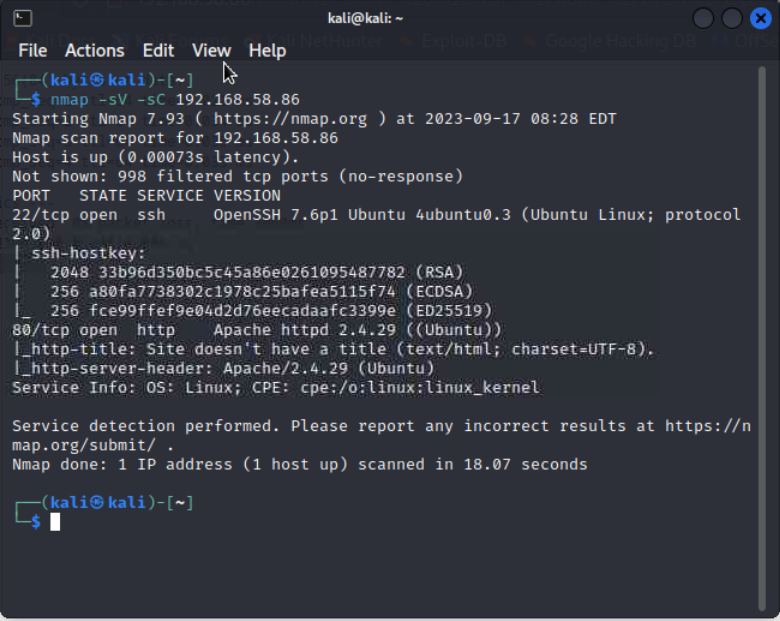 kali@kali: ~
File Actions Edit View Help
┌──(kali㉿kali)-[~]
└─$ nmap -sV -sC 192.168.58.86
Starting Nmap 7.93 ( https://nmap.org ) at 2023-09-17 08:28 EDT
Nmap scan report for 192.168.58.86
Host is up (0.00073s latency).
Not shown: 998 filtered tcp ports (no-response)
PORT   STATE SERVICE VERSION
22/tcp open  ssh     OpenSSH 7.6p1 Ubuntu 4ubuntu0.3 (Ubuntu Linux; protocol
2.0)
| ssh-hostkey:
|   2048 33b96d350bc5c45a86e0261095487782 (RSA)
|   256 a80fa7738302c1978c25bafea5115f74 (ECDSA)
|_  256 fce99ffef9e04d2d76eecadaafc3399e (ED25519)
80/tcp open  http    Apache httpd 2.4.29 ((Ubuntu))
|_http-title: Site doesn't have a title (text/html; charset=UTF-8).
|_http-server-header: Apache/2.4.29 (Ubuntu)
Service Info: OS: Linux; CPE: cpe:/o:linux:linux_kernel
Service detection performed. Please report any incorrect results at https://n
map.org/submit/ .
Nmap done: 1 IP address (1 host up) scanned in 18.07 seconds
┌──(kali㉿kali)-[~]
└─$